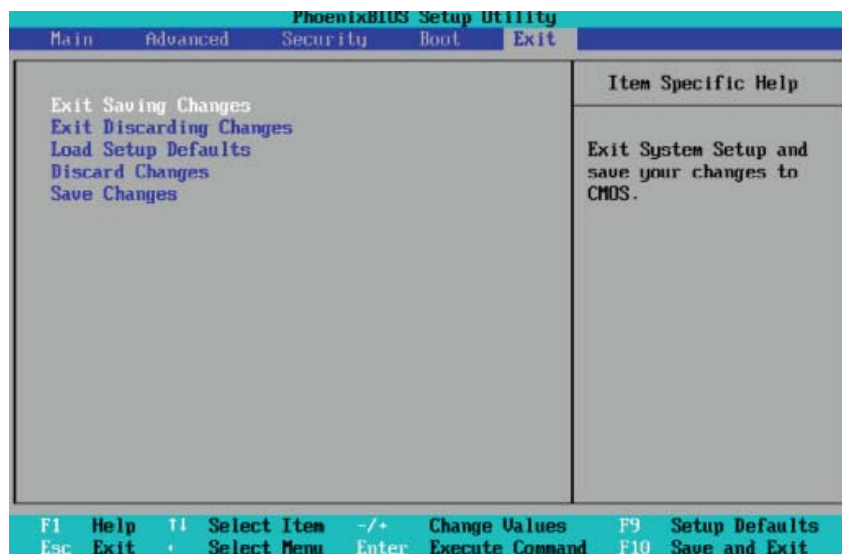 PhoenixBIOS Setup Utility
Main Advanced Security Boot Exit
Item Specific Help
Exit Saving Changes
Exit Discarding Changes
Load Setup Defaults
Discard Changes
Save Changes
Exit System Setup and
save your changes to
CMOS.
F1 Help ↑↓ Select Item -/+ Change Values F9 Setup Defaults
Esc Exit Select Menu Enter Execute Command F10 Save and Exit